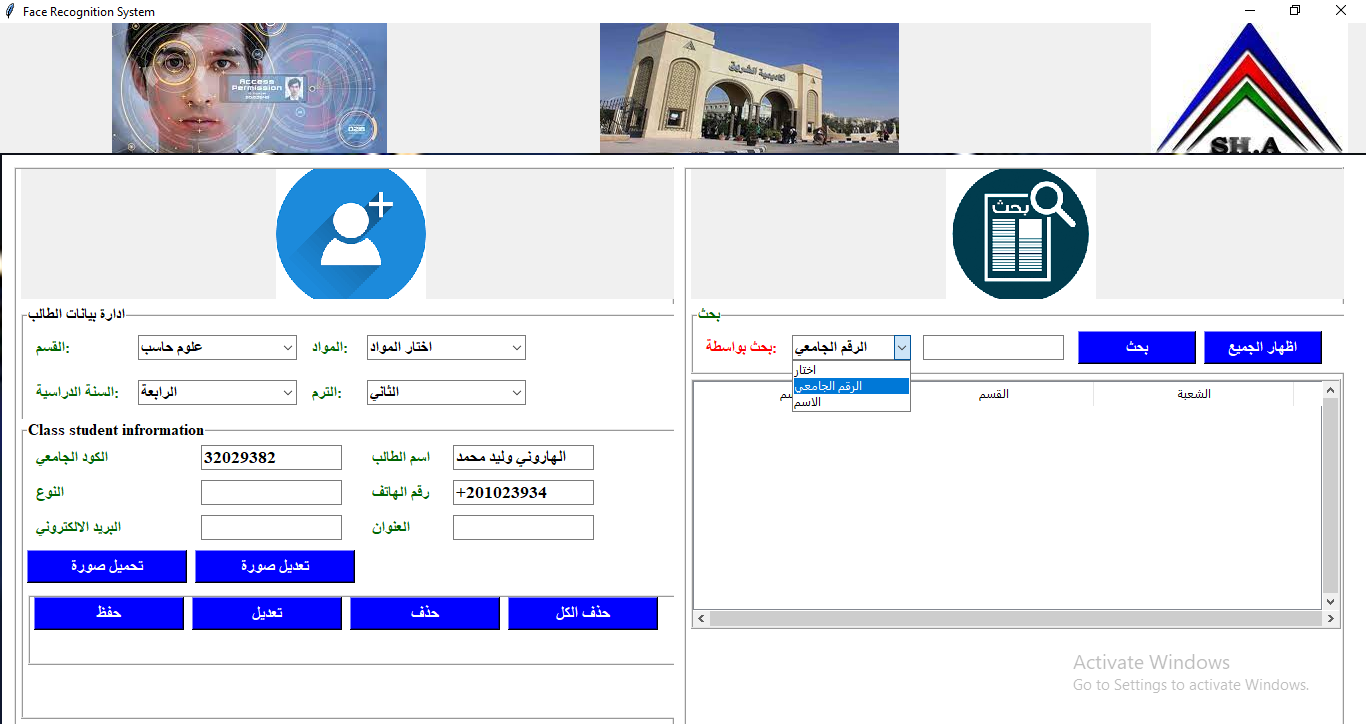 Face Recognition System
Access
Permission
0218
اكاديمية الشروق
SH.A
بحث
ادارة بيانات الطالب
القسم:
علوم حاسب
المواد:
اختار المواد
السنة الدراسية:
الرابعة
الترم:
الثاني
Class student infrormation
الكود الجامعي
32029382
اسم الطالب
الهاروني وليد محمد
النوع
رقم الهاتف
+201023934
البريد الالكتروني
العنوان
تحميل صورة
تعديل صورة
حفظ
تعديل
حذف
حذف الكل
بحث
بحث بواسطة:
الرقم الجامعي
بحث
اظهار الجميع
اختار
الرقم الجامعي
الاسم
القسم
الشعبة
Activate Windows
Go to Settings to activate Windows.